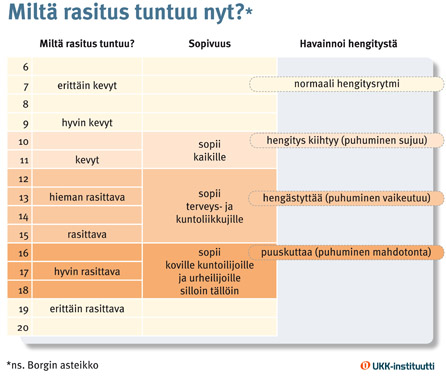 Miltä rasitus tuntuu nyt?*
Miltä rasitus tuntuu? Sopivuus Havainnoi hengitystä
6
7 erittäin kevyt normaali hengitysrytmi
8
9 hyvin kevyt
10 hengitys kiihtyy (puhuminen sujuu)
sopii
11 kevyt kaikille
12
13 hieman rasittava sopii hengästyttää (puhuminen vaikeutuu)
terveys- ja
14 kuntoliikkujille
15 rasittava
16 sopii puuskuttaa (puhuminen mahdotonta)
koville kuntoilijoille
17 hyvin rasittava ja urheilijoille
18 silloin tällöin
19 erittäin rasittava
20
*ns. Borgin asteikko UKK-instituutti